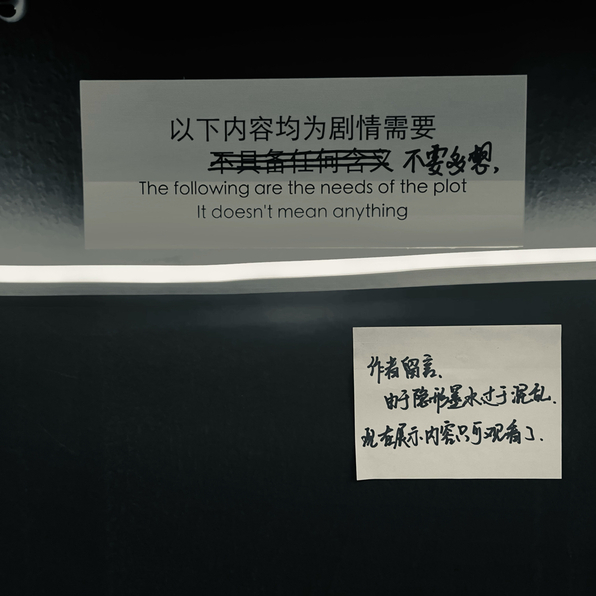 以下内容均为剧情需要
不具备任何含义 不要多想,
The following are the needs of the plot
It doesn't mean anything
作者留言.
由于隐形墨水过于混乱.
现在展示内容只可观看了.